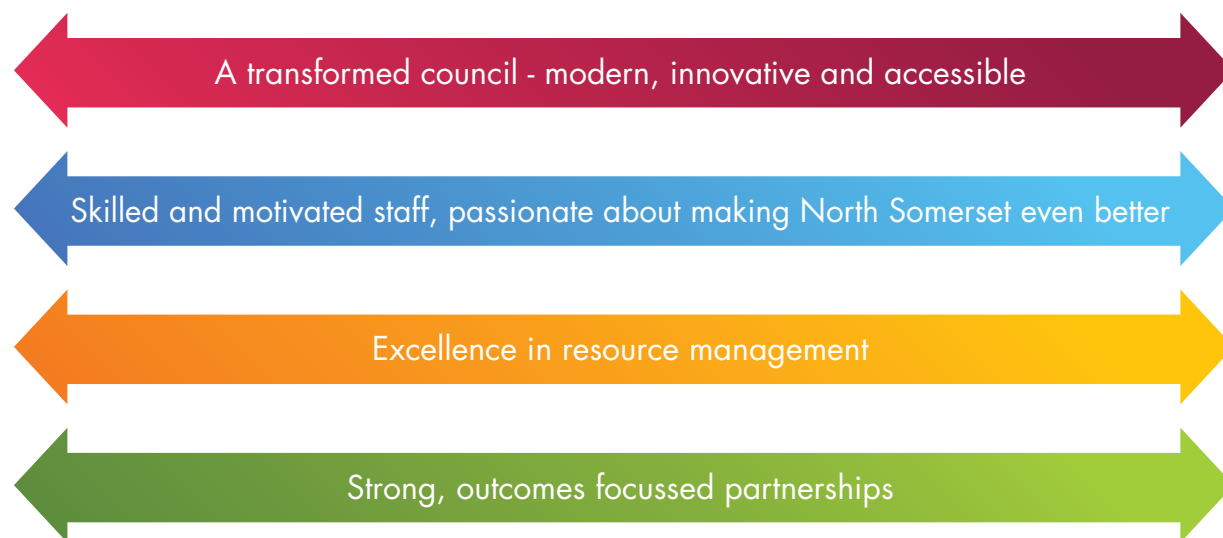 A transformed council - modern, innovative and accessible
Skilled and motivated staff, passionate about making North Somerset even better
Excellence in resource management
Strong, outcomes focussed partnerships